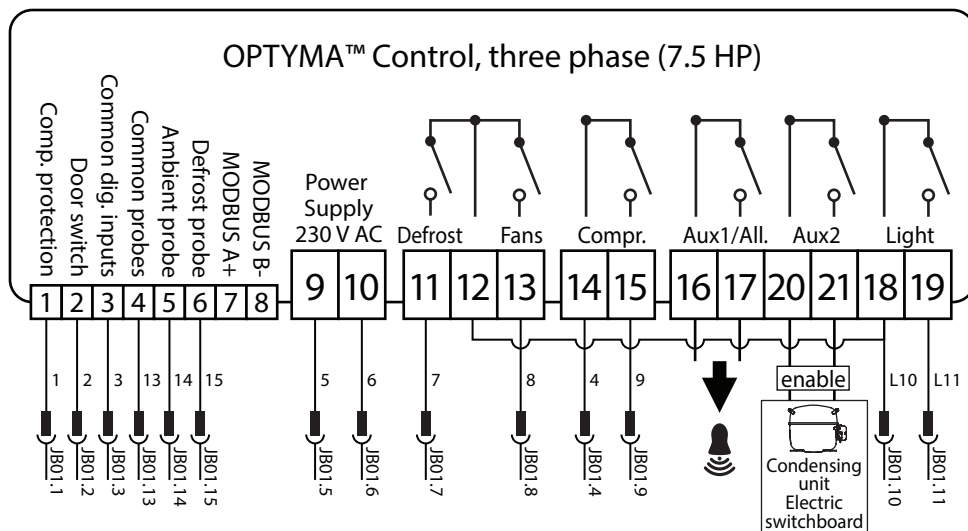 OPTYMA™ Control, three phase (7.5 HP)
Comp. protection
Door switch
Common dig. inputs
Common probes
Ambient probe
Defrost probe
MODBUS A+
MODBUS B-
Power
Supply
230 V AC
Defrost Fans Compr. Aux1/All. Aux2 Light
1 2 3 4 5 6 7 8 9 10 11 12 13 14 15 16 17 20 21 18 19
1 2 3 13 14 15 5 6 7 8 4 9 enable L10 L11
JB01.1 JB01.2 JB01.3 JB01.13 JB01.14 JB01.15 JB01.5 JB01.6 JB01.7 JB01.8 JB01.4 JB01.9 JB01.10 JB01.11
Condensing
unit
Electric
switchboard